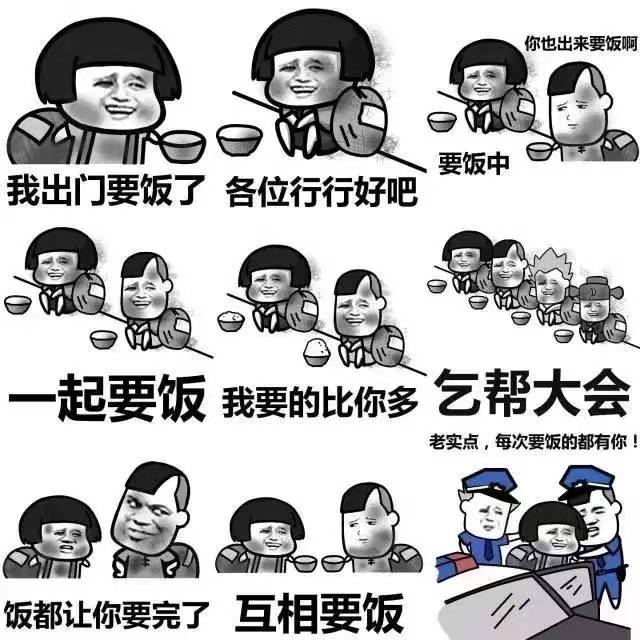 我出门要饭了
各位行行好吧
你也出来要饭啊
要饭中
一起要饭
我要的比你多
乞帮大会
老实点，每次要饭的都有你！
饭都让你要完了
互相要饭